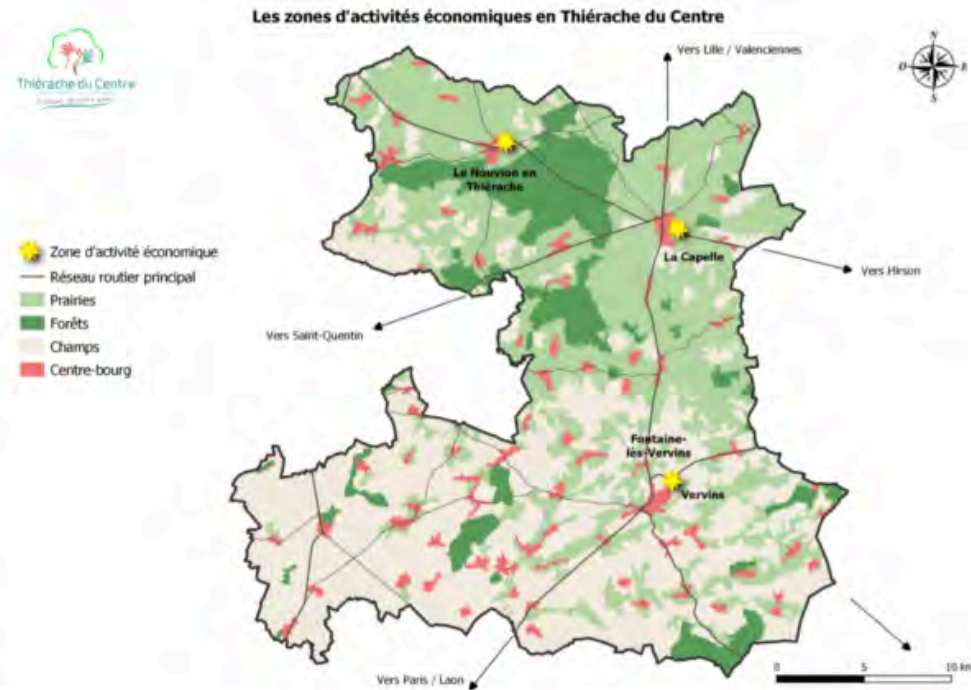 Les zones d'activités économiques en Thiérache du Centre
Thiérache du Centre
Vers Lille / Valenciennes
N
O
E
S
Le Nouvion en
Thiérache
La Capelle
Vers Hirson
Vers Saint-Quentin
Zone d'activité économique
Réseau routier principal
Prairies
Forêts
Champs
Centre-bourg
Fontaine-
lès-Vervins
Vervins
Vers Paris / Laon
0 5 10 km